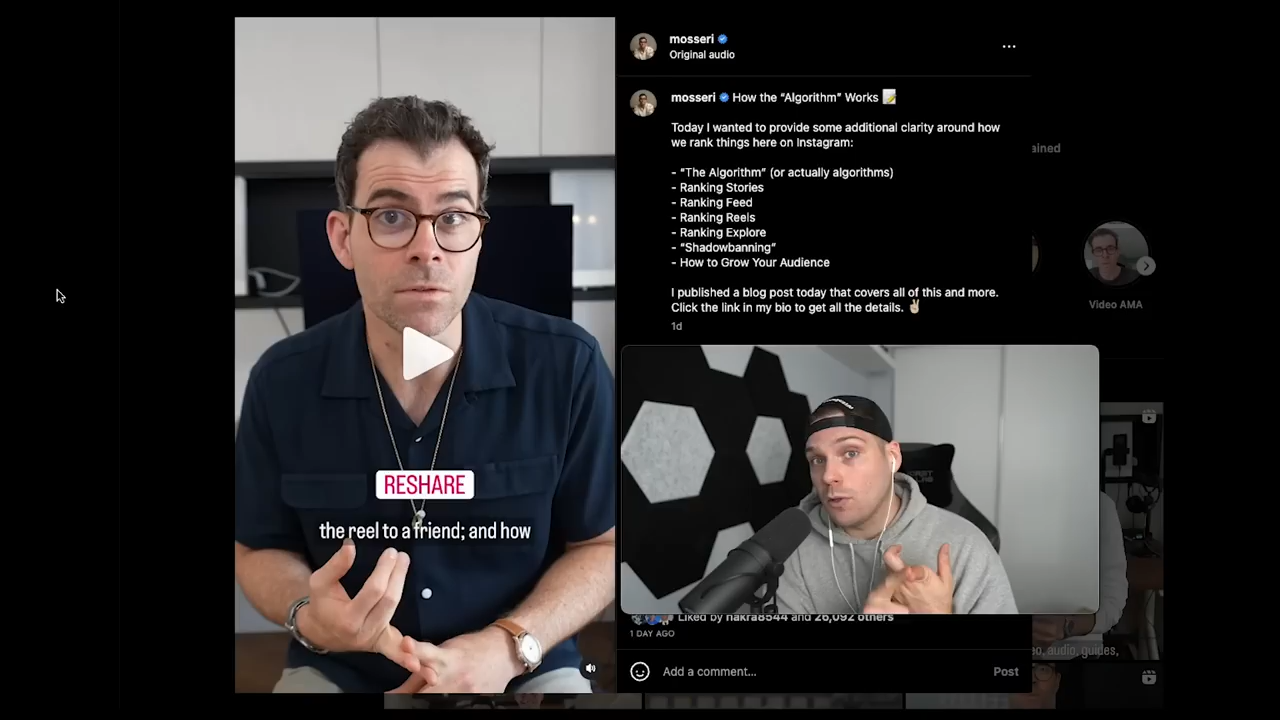 mosseri
Original audio
mosseri How the “Algorithm” Works
Today I wanted to provide some additional clarity around how
we rank things here on Instagram:
- “The Algorithm” (or actually algorithms)
- Ranking Stories
- Ranking Feed
- Ranking Reels
- Ranking Explore
- “Shadowbanning”
- How to Grow Your Audience
I published a blog post today that covers all of this and more.
Click the link in my bio to get all the details.
1d
RESHARE
the reel to a friend; and how
Liked by nakra8544 and 26,092 others
1 DAY AGO
Add a comment...
Post
ained
Video AMA
eo, audio, guides,